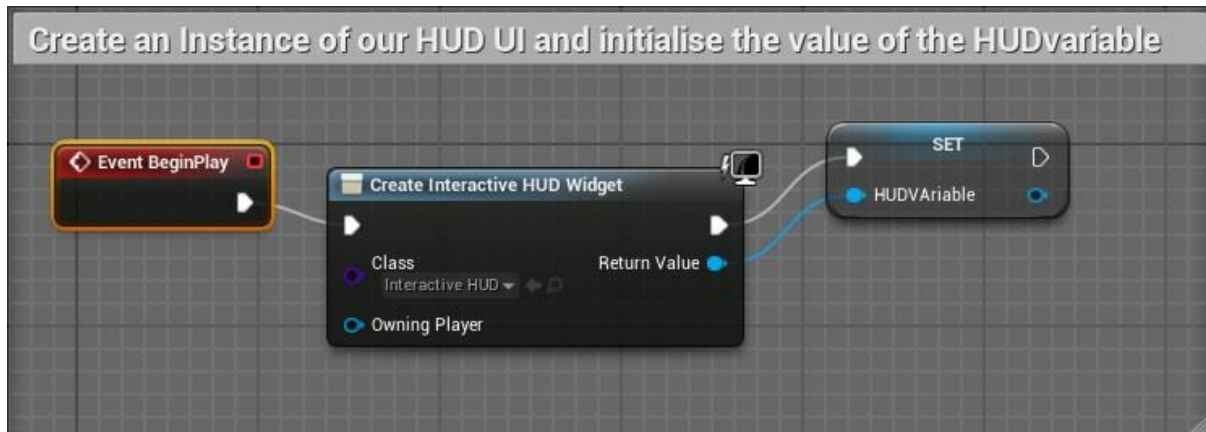 Create an Instance of our HUD UI and initialise the value of the HUDvariable
Event BeginPlay
Create Interactive HUD Widget
Class
Interactive HUD
Return Value
Owning Player
SET
HUDVAriable